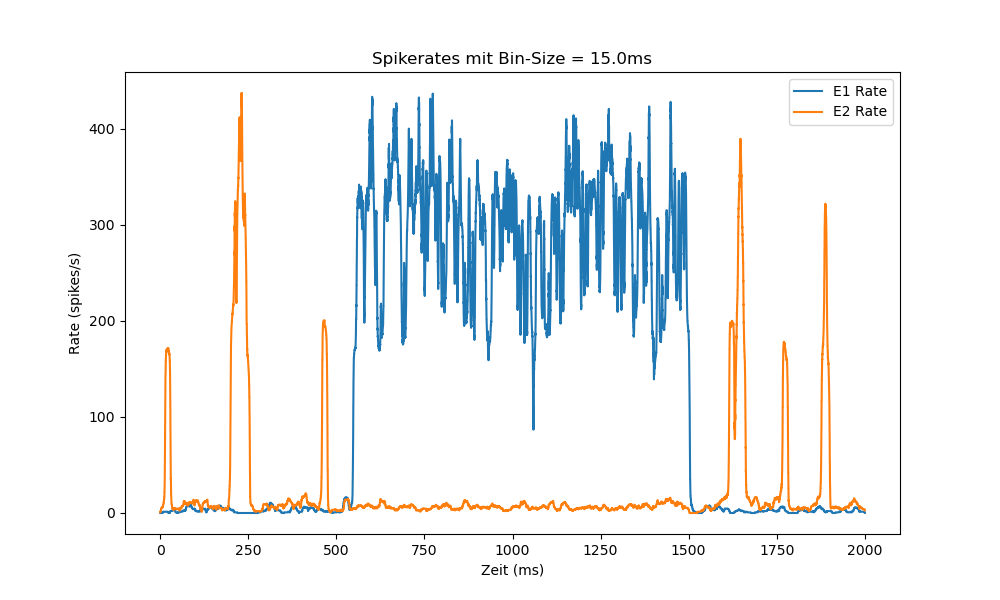 Spikerates mit Bin-Size = 15.0ms
E1 Rate
E2 Rate
Rate (spikes/s)
400
300
200
100
0
0 250 500 750 1000 1250 1500 1750 2000
Zeit (ms)